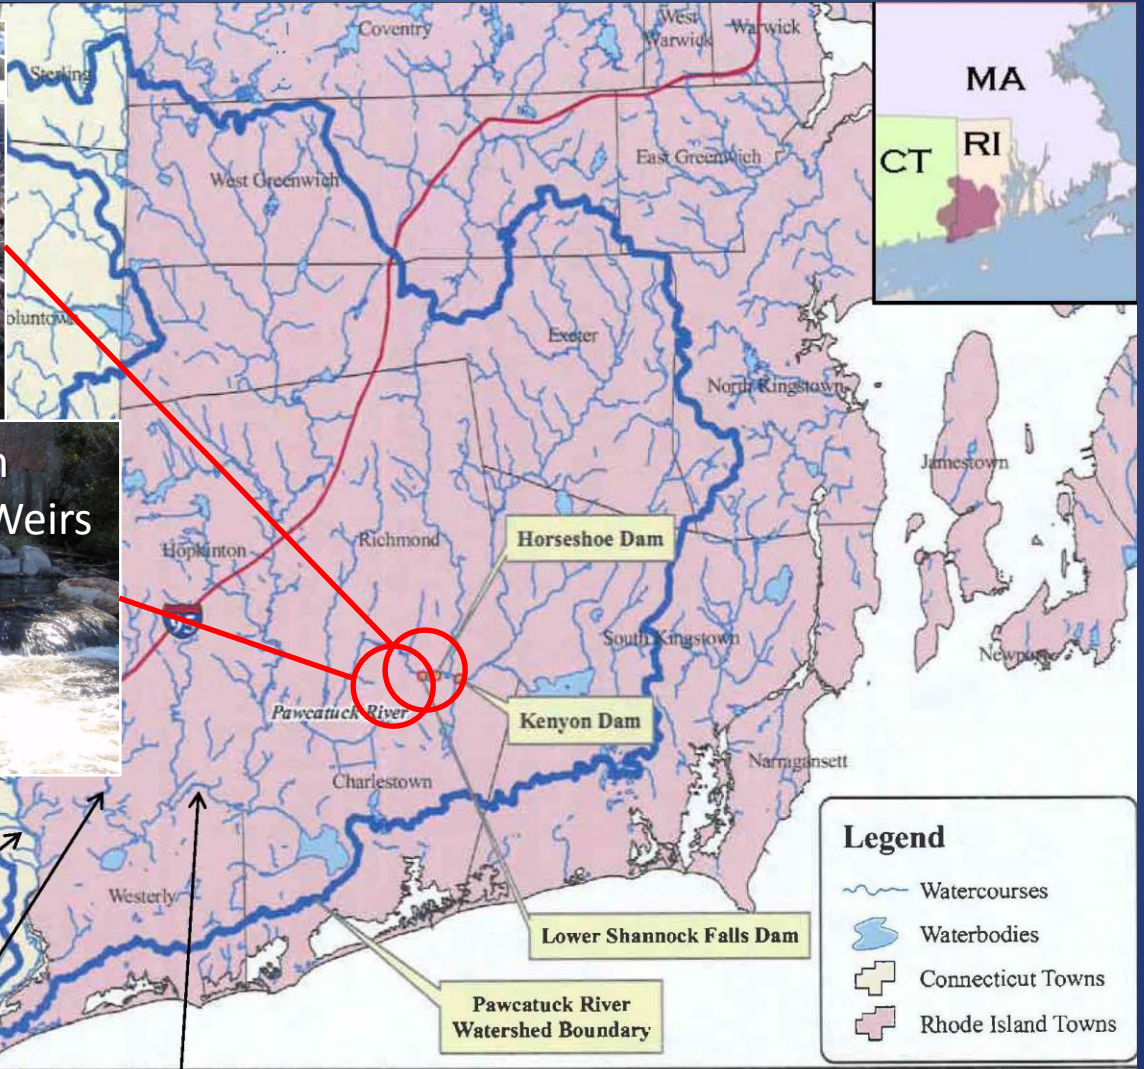 Coventry
West
Warwick
Warwick
Sterling
MA
RI
CT
East Greenwich
West Greenwich
Exeter
North Kingstown
Jamestown
Weirs
Horseshoe Dam
Hopkinton
Richmond
South Kingstown
Pawcatuck River
Kenyon Dam
Narragansett
Charlestown
Legend
Watercourses
Westerly
Waterbodies
Lower Shannock Falls Dam
Connecticut Towns
Pawcatuck River
Watershed Boundary
Rhode Island Towns